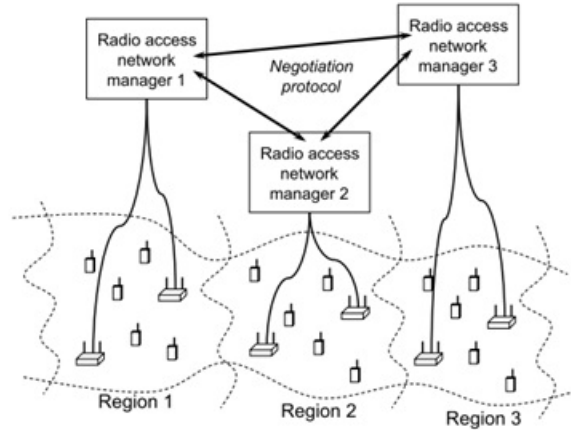 Radio access
network
manager 1
Negotiation
protocol
Radio access
network
manager 3
Radio access
network
manager 2
Region 1
Region 2
Region 3